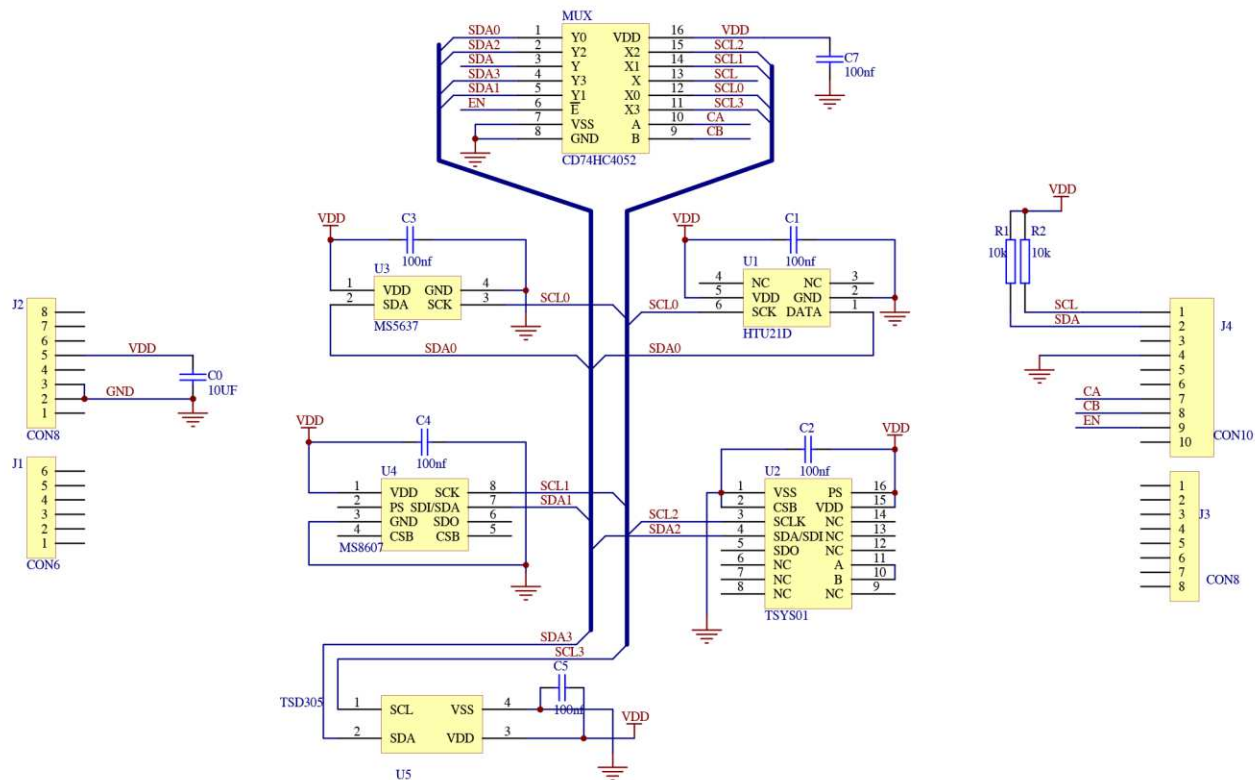 MUX
SDA0 1 Y0 VDD 16 VDD
SDA2 2 Y2 X2 15 SCL2
SDA 3 Y X1 14 SCL1
SDA3 4 Y3 X 13 SCL
SDA1 5 Y1 X0 12 SCL0
EN 6 E X3 11 SCL3
7 VSS A 10 CA
8 GND B 9 CB
CD74HC4052
C7
100nf
VDD C3
100nf
U3
1 VDD GND 4
2 SDA SCK 3 SCL0
MS5637
SDA0
VDD C1
100nf
U1
4 NC NC 3
5 VDD GND 2
SCL0 6 SCK DATA 1
HTU21D
SDA0
VDD
R1 R2
10k 10k
J2
8
7
6
5 VDD
4
3 GND
2
1
CON8
C0
10UF
J1
6
5
4
3
2
1
CON6
VDD C4
100nf
U4
1 VDD SCK 8 SCL1
2 PS SDI/SDA 7 SDA1
3 GND SDO 6
4 CSB CSB 5
MS8607
C2 VDD
100nf
U2
1 VSS PS 16
2 CSB VDD 15
SCL2 3 SCLK NC 14
SDA2 4 SDA/SDI NC 13
5 SDO NC 12
6 NC A 11
7 NC B 10
8 NC NC 9
TSYS01
SCL 1
SDA 2
3
4
5
6
CA 7
CB 8
EN 9
10
J4
CON10
1
2
3
4
5
6
7
8
J3
CON8
SDA3
SCL3
C5
100nf
TSD305
1 SCL VSS 4
2 SDA VDD 3
VDD
U5